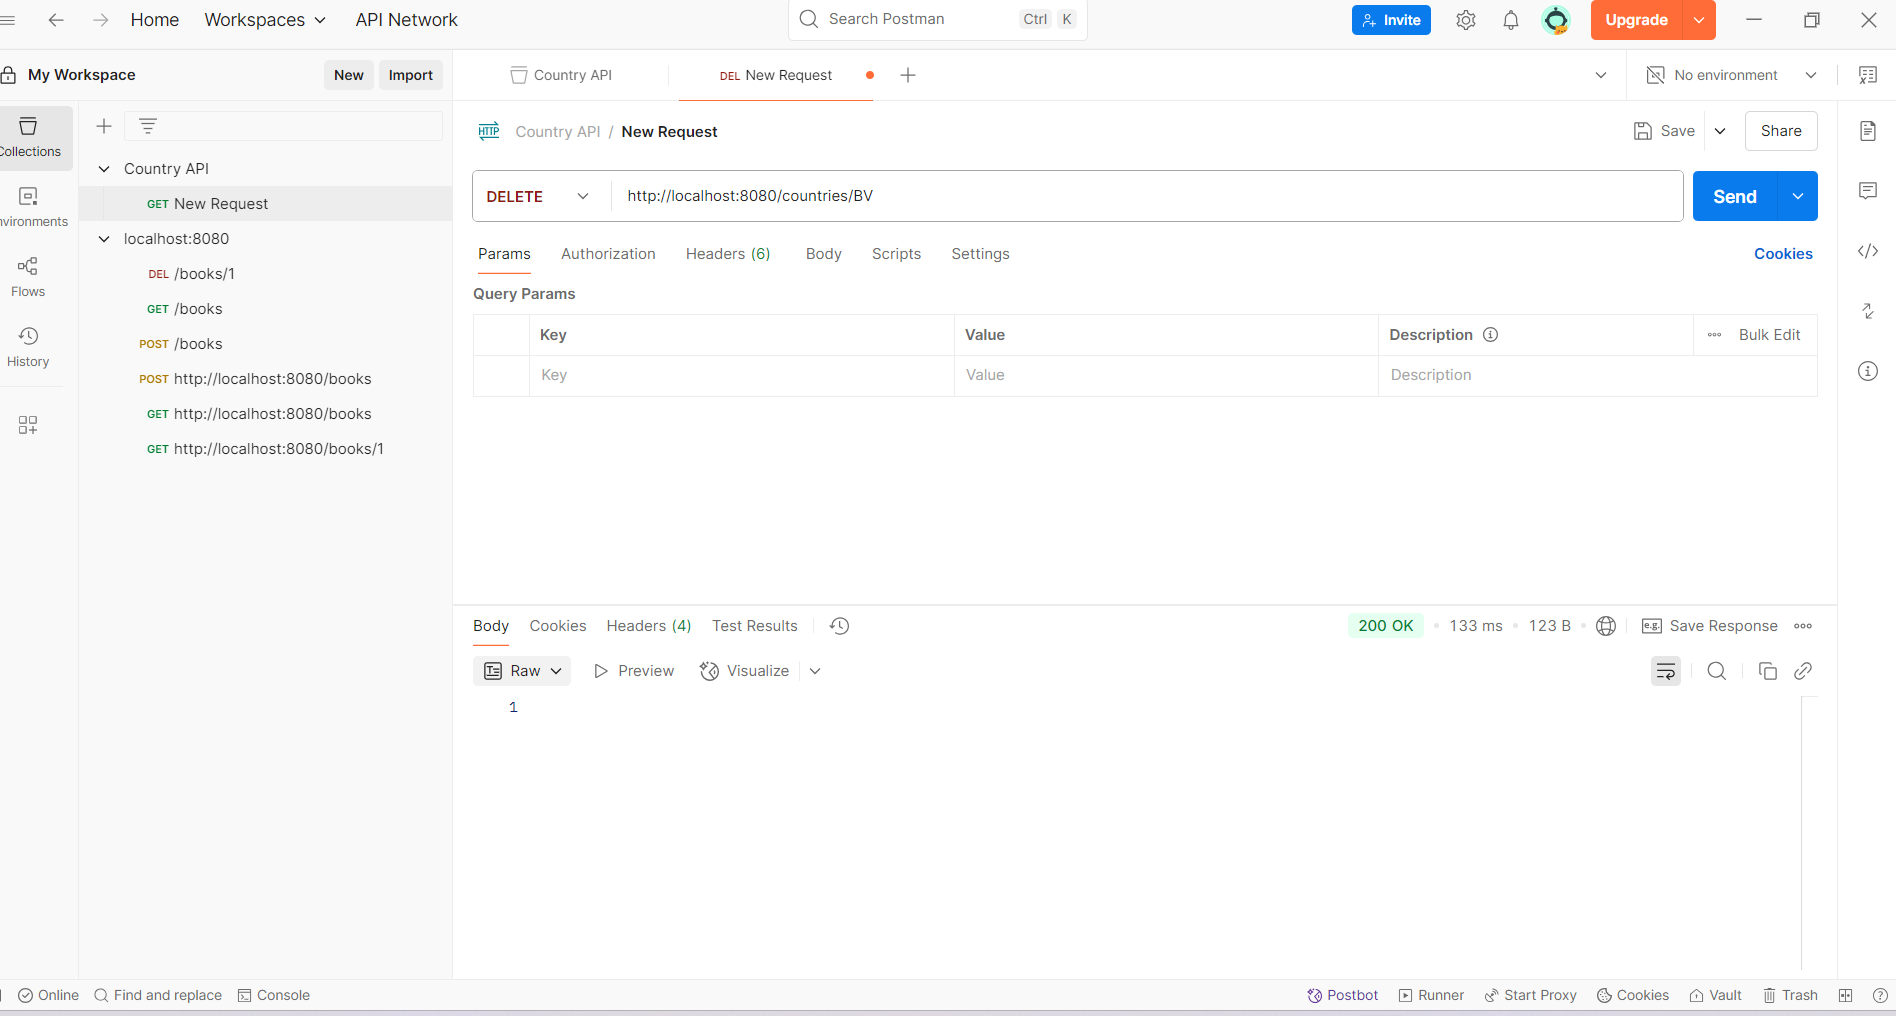 Home Workspaces API Network Search Postman Ctrl K Invite Upgrade
My Workspace New Import Country API DEL New Request No environment
Collections
Environments
Flows
History
Country API
GET New Request
localhost:8080
DEL /books/1
GET /books
POST /books
POST http://localhost:8080/books
GET http://localhost:8080/books
GET http://localhost:8080/books/1
HTTP Country API / New Request Save Share
DELETE http://localhost:8080/countries/BV Send
Params Authorization Headers (6) Body Scripts Settings Cookies
Query Params
Key Value Description Bulk Edit
Key Value Description
Body Cookies Headers (4) Test Results 200 OK 133 ms 123 B e.g. Save Response
Raw Preview Visualize
1
Online Find and replace Console Postbot Runner Start Proxy Cookies Vault Trash